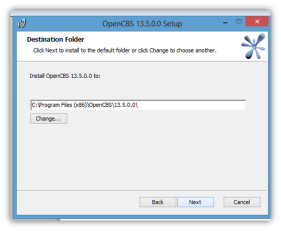 OpenCBS 13.5.0.0 Setup
Destination Folder
Click Next to install to the default folder or click Change to choose another.
Install OpenCBS 13.5.0.0 to:
C:\Program Files (x86)\OpenCBS\13.5.0.0\
Change...
Back Next Cancel